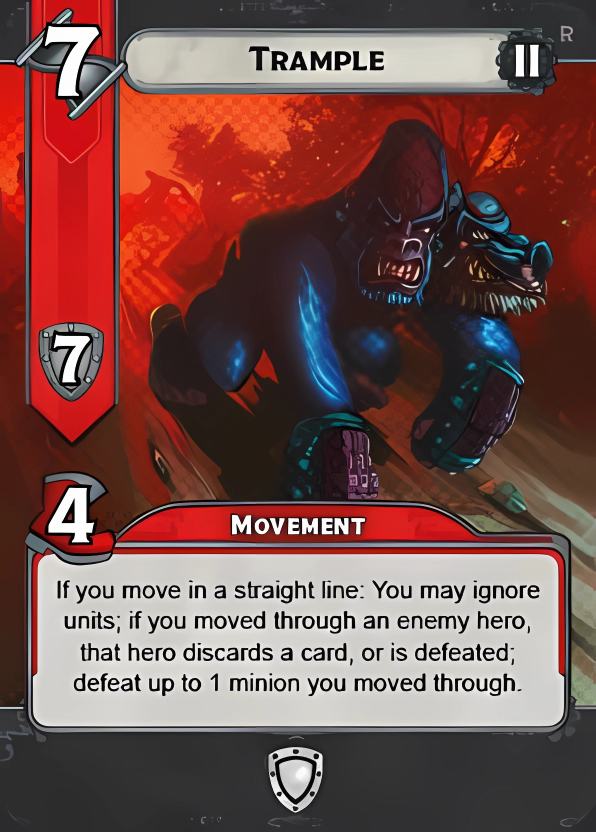 7
TRAMPLE
II
R
7
4
MOVEMENT
If you move in a straight line: You may ignore
units; if you moved through an enemy hero,
that hero discards a card, or is defeated;
defeat up to 1 minion you moved through.